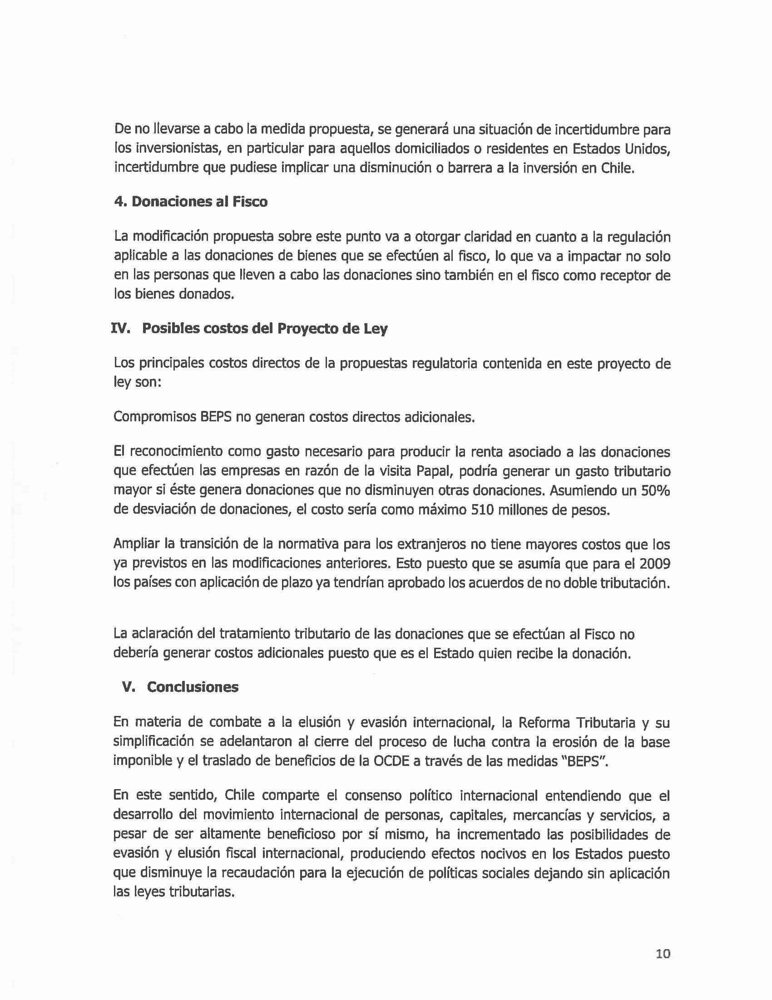 De no llevarse a cabo la medida propuesta, se generará una situación de incertidumbre para
los inversionistas, en particular para aquellos domiciliados o residentes en Estados Unidos,
incertidumbre que pudiese implicar una disminución o barrera a la inversión en Chile.
4. Donaciones al Fisco
La modificación propuesta sobre este punto va a otorgar claridad en cuanto a la regulación
aplicable a las donaciones de bienes que se efectúen al fisco, lo que va a impactar no solo
en las personas que lleven a cabo las donaciones sino también en el fisco como receptor de
los bienes donados.
IV. Posibles costos del Proyecto de Ley
Los principales costos directos de la propuestas regulatoria contenida en este proyecto de
ley son:
Compromisos BEPS no generan costos directos adicionales.
El reconocimiento como gasto necesario para producir la renta asociado a las donaciones
que efectúen las empresas en razón de la visita Papal, podría generar un gasto tributario
mayor si éste genera donaciones que no disminuyen otras donaciones. Asumiendo un 50%
de desviación de donaciones, el costo sería como máximo 510 millones de pesos.
Ampliar la transición de la normativa para los extranjeros no tiene mayores costos que los
ya previstos en las modificaciones anteriores. Esto puesto que se asumía que para el 2009
los países con aplicación de plazo ya tendrían aprobado los acuerdos de no doble tributación.
La aclaración del tratamiento tributario de las donaciones que se efectúan al Fisco no
debería generar costos adicionales puesto que es el Estado quien recibe la donación.
V. Conclusiones
En materia de combate a la elusión y evasión internacional, la Reforma Tributaria y su
simplificación se adelantaron al cierre del proceso de lucha contra la erosión de la base
imponible y el traslado de beneficios de la OCDE a través de las medidas "BEPS".
En este sentido, Chile comparte el consenso político internacional entendiendo que el
desarrollo del movimiento internacional de personas, capitales, mercancías y servicios, a
pesar de ser altamente beneficioso por sí mismo, ha incrementado las posibilidades de
evasión y elusión fiscal internacional, produciendo efectos nocivos en los Estados puesto
que disminuye la recaudación para la ejecución de políticas sociales dejando sin aplicación
las leyes tributarias.
10